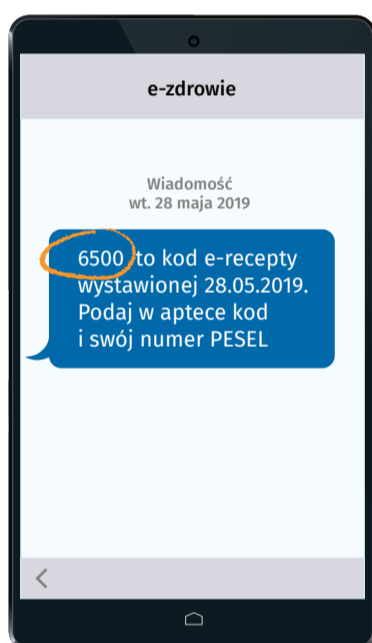 e-zdrowie
Wiadomość
wt. 28 maja 2019
6500 to kod e-recepty
wystawionej 28.05.2019.
Podaj w aptece kod
i swój numer PESEL